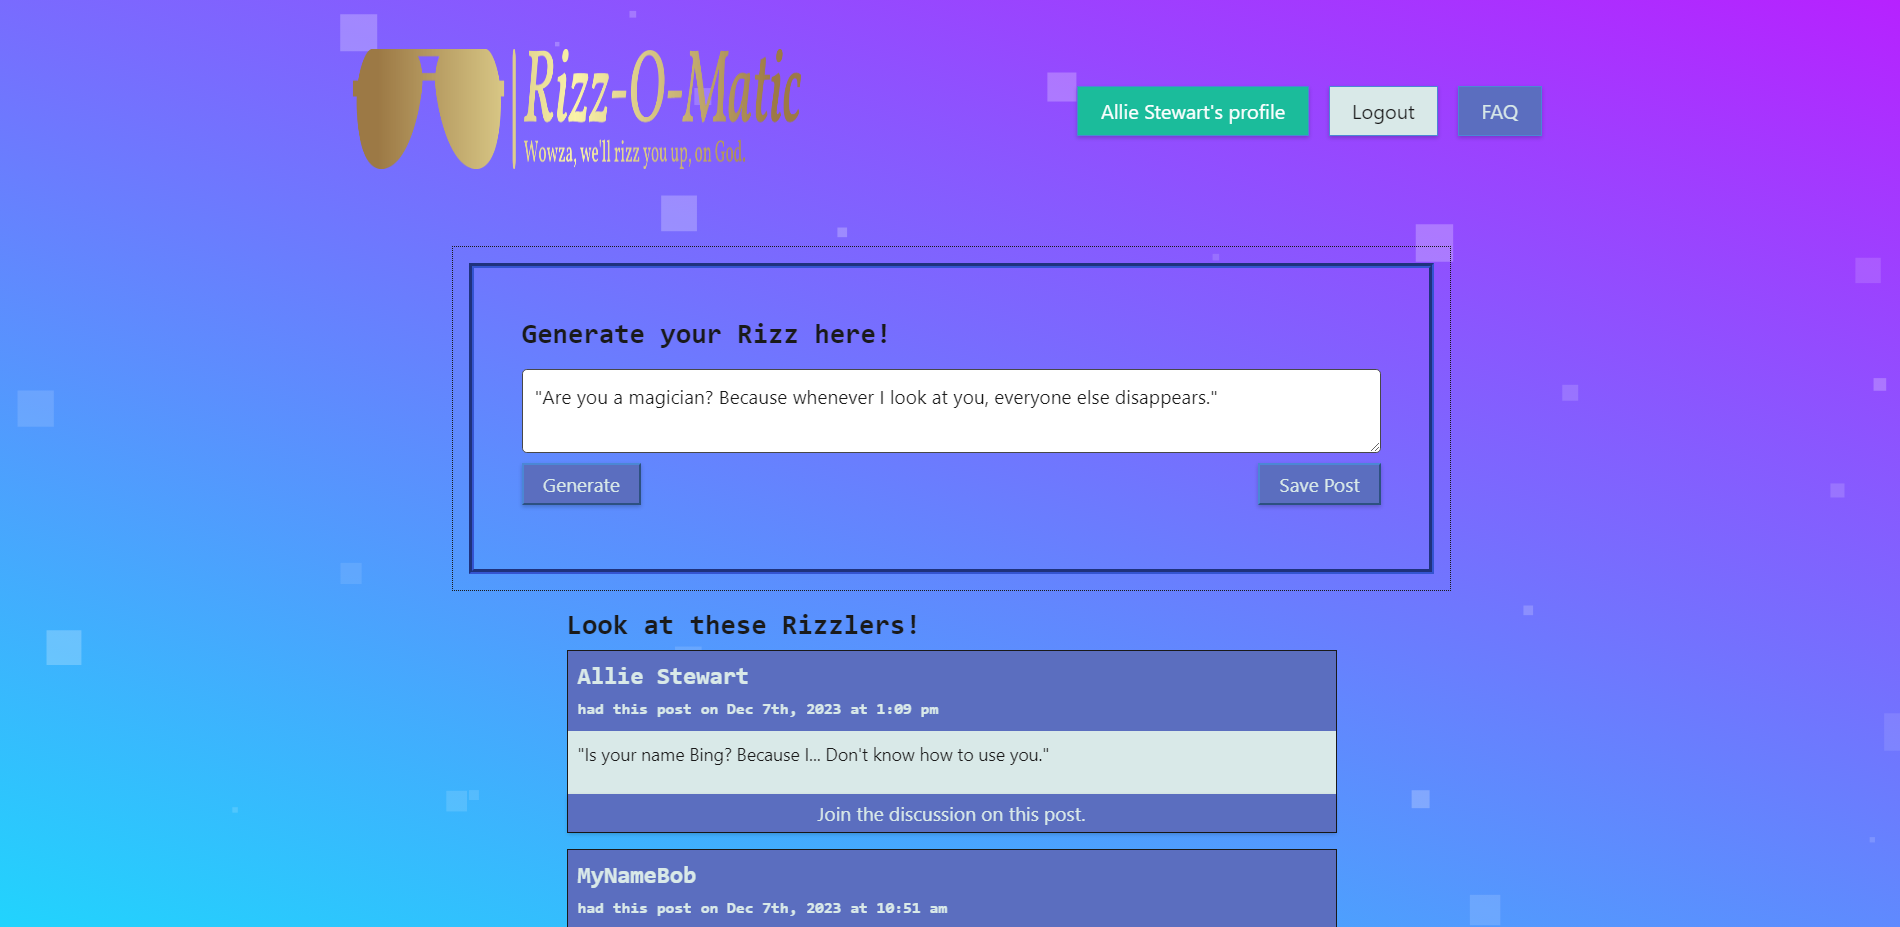 Rizz-O-Matic
Wowza, we'll rizz you up, on God.
Allie Stewart's profile
Logout
FAQ
Generate your Rizz here!
"Are you a magician? Because whenever I look at you, everyone else disappears."
Generate
Save Post
Look at these Rizzlers!
Allie Stewart
had this post on Dec 7th, 2023 at 1:09 pm
"Is your name Bing? Because I... Don't know how to use you."
Join the discussion on this post.
MyNameBob
had this post on Dec 7th, 2023 at 10:51 am